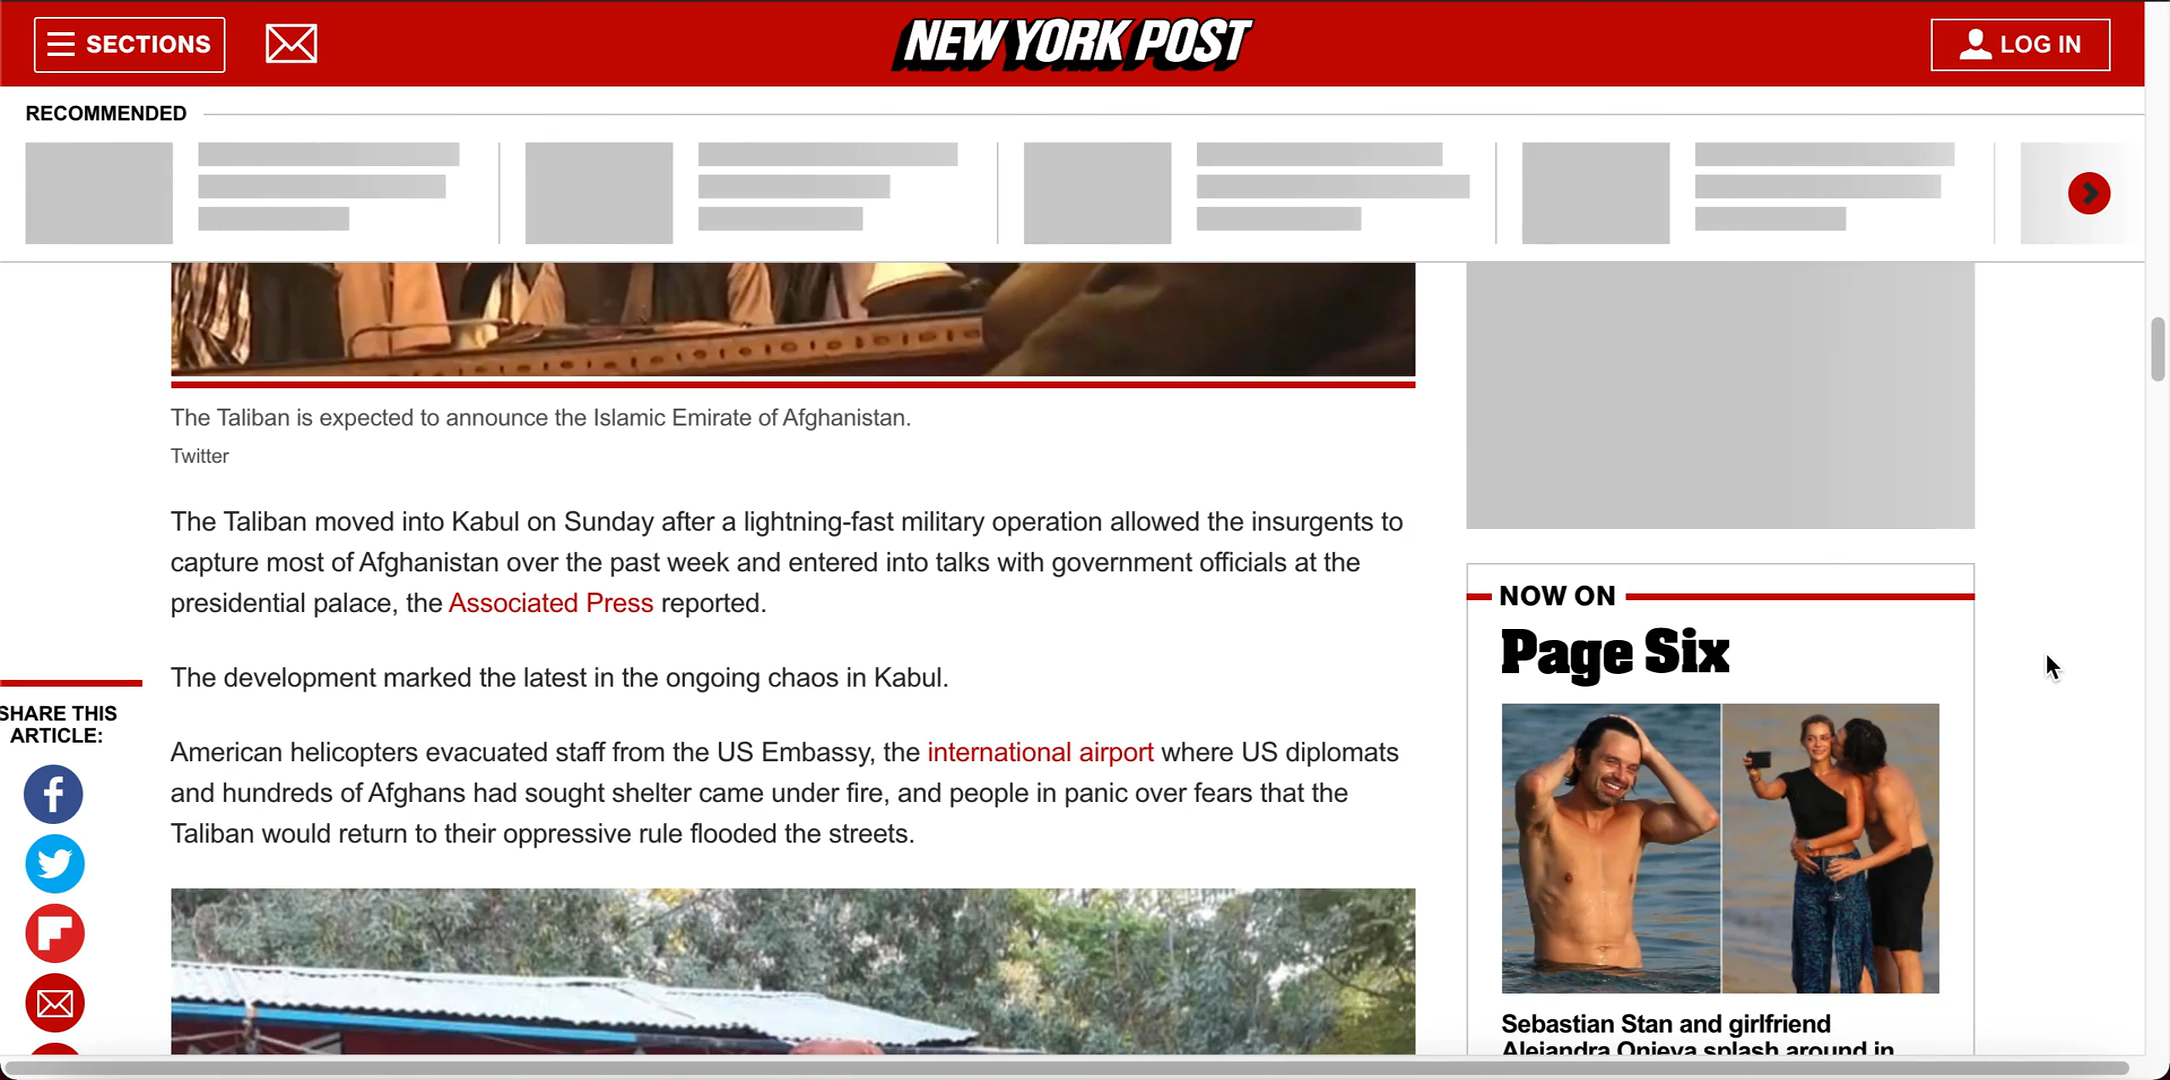 SECTIONS
NEW YORK POST
LOG IN
RECOMMENDED
The Taliban is expected to announce the Islamic Emirate of Afghanistan.
Twitter
The Taliban moved into Kabul on Sunday after a lightning-fast military operation allowed the insurgents to
capture most of Afghanistan over the past week and entered into talks with government officials at the
presidential palace, the Associated Press reported.
The development marked the latest in the ongoing chaos in Kabul.
American helicopters evacuated staff from the US Embassy, the international airport where US diplomats
and hundreds of Afghans had sought shelter came under fire, and people in panic over fears that the
Taliban would return to their oppressive rule flooded the streets.
SHARE THIS
ARTICLE:
NOW ON
Page Six
Sebastian Stan and girlfriend
Alejandra Onieva splash around in